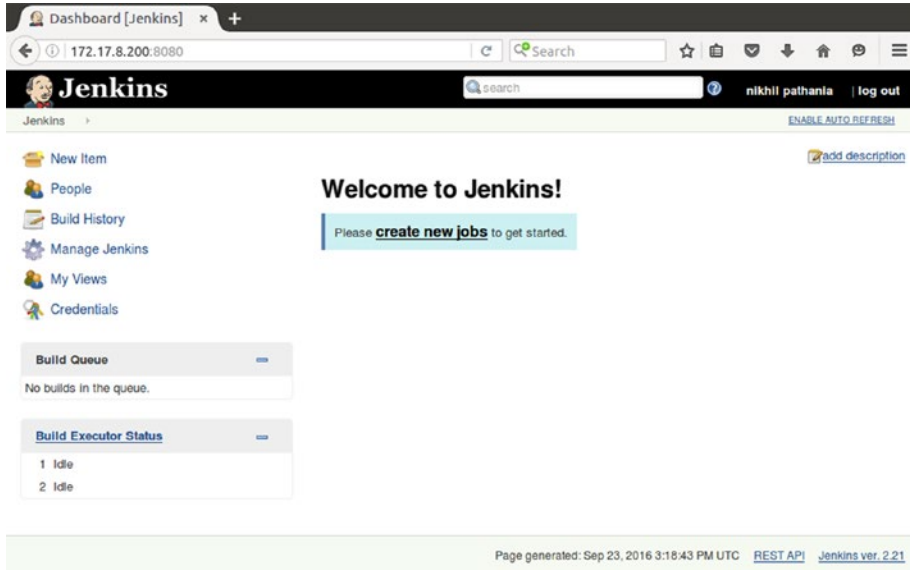 Dashboard [Jenkins] ×
172.17.8.200:8080
Search
Jenkins
search
nikhil pathania | log out
Jenkins
ENABLE AUTO REFRESH
New Item
add description
People
Welcome to Jenkins!
Build History
Please create new jobs to get started.
Manage Jenkins
My Views
Credentials
Build Queue
No builds in the queue.
Build Executor Status
1 Idle
2 Idle
Page generated: Sep 23, 2016 3:18:43 PM UTC REST API Jenkins ver. 2.21